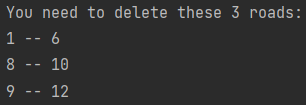 You need to delete these 3 roads:
1 -- 6
8 -- 10
9 -- 12